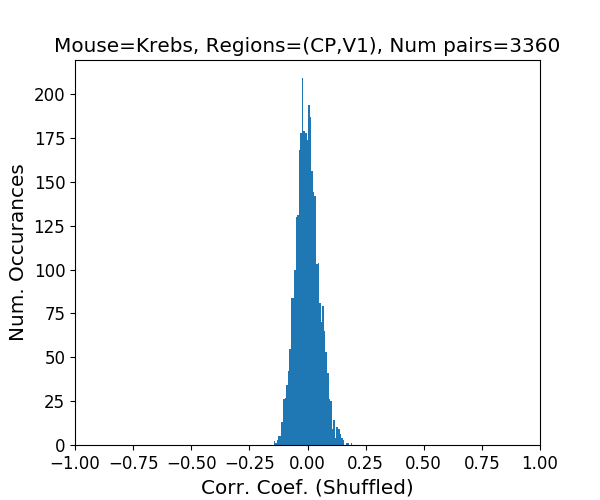 Mouse=Krebs, Regions=(CP,V1), Num pairs=3360
200
175
150
125
100
75
50
25
0
Num. Occurances
−1.00 −0.75 −0.50 −0.25 0.00 0.25 0.50 0.75 1.00
Corr. Coef. (Shuffled)